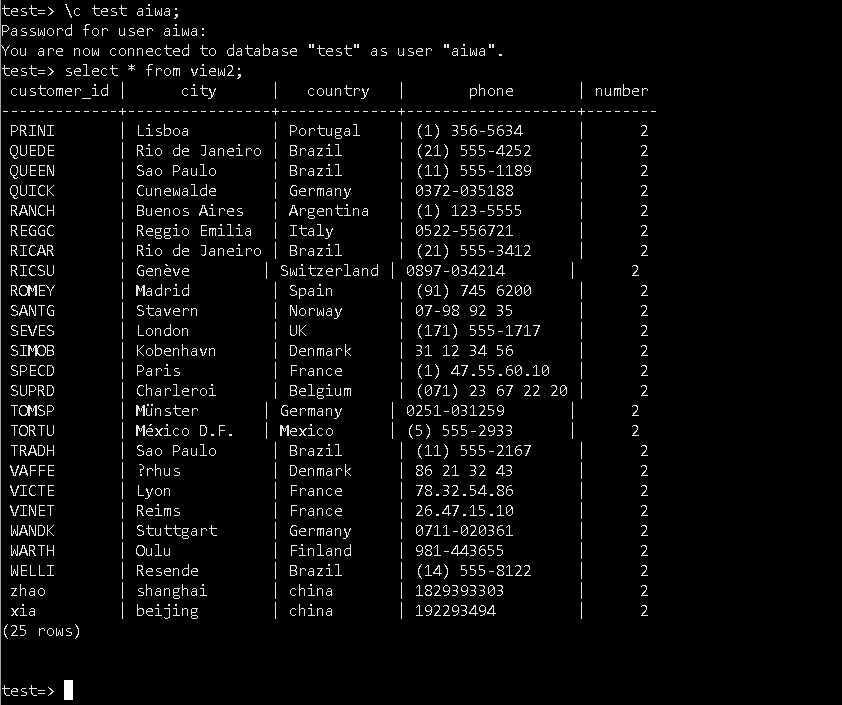 test=> \c test aiwa;
Password for user aiwa:
You are now connected to database "test" as user "aiwa".
test=> select * from view2;
 customer_id |      city      |   country   |       phone       | number
-------------+----------------+-------------+-------------------+--------
 PRINI       | Lisboa         | Portugal    | (1) 356-5634      |      2
 QUEDE       | Rio de Janeiro | Brazil      | (21) 555-4252     |      2
 QUEEN       | Sao Paulo      | Brazil      | (11) 555-1189     |      2
 QUICK       | Cunewalde      | Germany     | 0372-035188       |      2
 RANCH       | Buenos Aires   | Argentina   | (1) 123-5555      |      2
 REGGC       | Reggio Emilia  | Italy       | 0522-556721       |      2
 RICAR       | Rio de Janeiro | Brazil      | (21) 555-3412     |      2
 RICSU       | Genève        | Switzerland | 0897-034214       |      2
 ROMEY       | Madrid         | Spain       | (91) 745 6200     |      2
 SANTG       | Stavern        | Norway      | 07-98 92 35       |      2
 SEVES       | London         | UK          | (171) 555-1717    |      2
 SIMOB       | Kobenhavn      | Denmark     | 31 12 34 56       |      2
 SPECD       | Paris          | France      | (1) 47.55.60.10   |      2
 SUPRD       | Charleroi      | Belgium     | (071) 23 67 22 20 |      2
 TOMSP       | Münster       | Germany     | 0251-031259       |      2
 TORTU       | México D.F.   | Mexico      | (5) 555-2933      |      2
 TRADH       | Sao Paulo      | Brazil      | (11) 555-2167     |      2
 VAFFE       | ?rhus          | Denmark     | 86 21 32 43       |      2
 VICTE       | Lyon           | France      | 78.32.54.86       |      2
 VINET       | Reims          | France      | 26.47.15.10       |      2
 WANDK       | Stuttgart      | Germany     | 0711-020361       |      2
 WARTH       | Oulu           | Finland     | 981-443655        |      2
 WELLI       | Resende        | Brazil      | (14) 555-8122     |      2
 zhao        | shanghai       | china       | 1829393303        |      2
 xia         | beijing        | china       | 192293494         |      2
(25 rows)
test=>